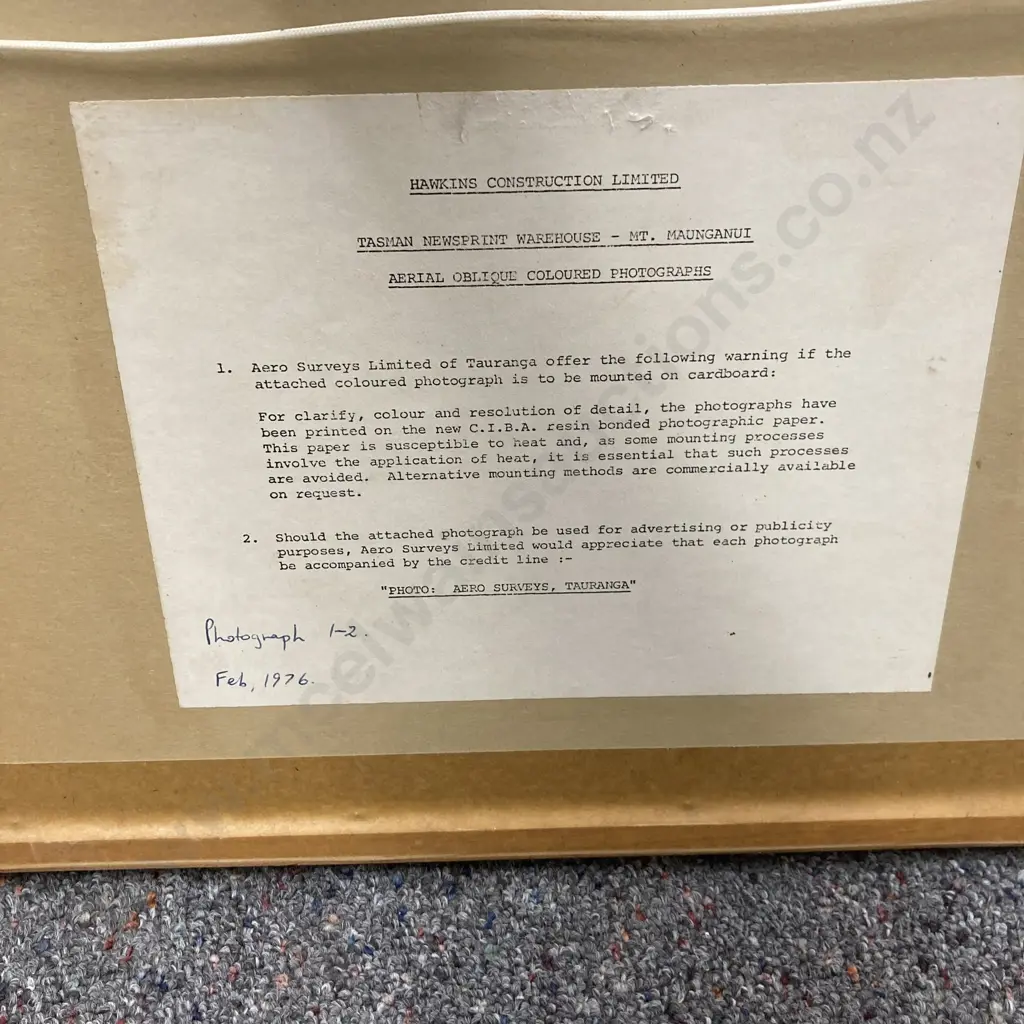 HAWKINS CONSTRUCTION LIMITED
TASMAN NEWSPRINT WAREHOUSE - MT. MAUNGANUI
AERIAL OBLIQUE COLOURED PHOTOGRAPHS
1. Aero Surveys Limited of Tauranga offer the following warning if the
attached coloured photograph is to be mounted on cardboard:
For clarify, colour and resolution of detail, the photographs have
been printed on the new C.I.B.A. resin bonded photographic paper.
This paper is susceptible to heat and, as some mounting processes
involve the application of heat, it is essential that such processes
are avoided. Alternative mounting methods are commercially available
on request.
2. Should the attached photograph be used for advertising or publicity
purposes, Aero Surveys Limited would appreciate that each photograph
be accompanied by the credit line :-
"PHOTO: AERO SURVEYS, TAURANGA"
Photograph 1-2.
Feb, 1976.